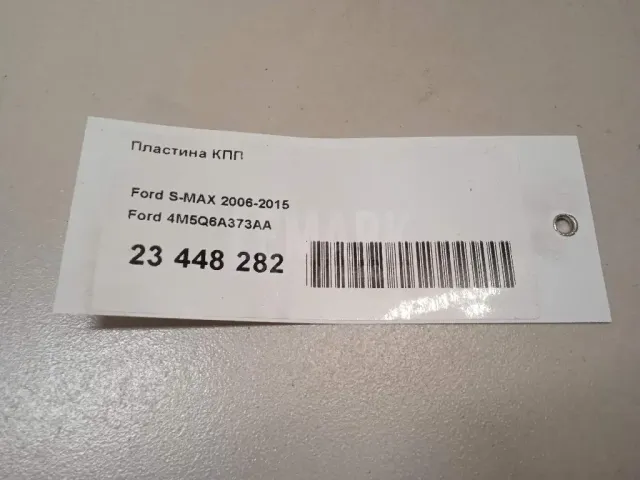 Пластина КПП
Ford S-MAX 2006-2015
Ford 4M5Q6A373AA
23 448 282